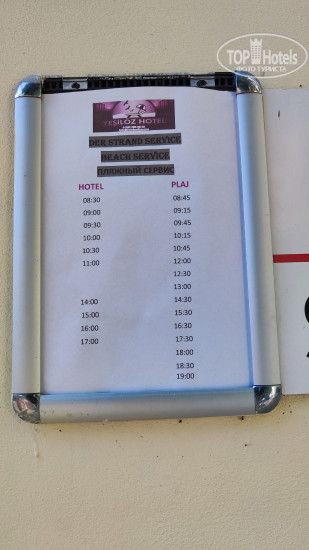 TOP Hotels
ФОТО ТУРИСТА
YEŞİLÖZ HOTEL
DER STRAND SERVICE
BEACH SERVICE
ПЛЯЖНЫЙ СЕРВИС
HOTEL PLAJ
08:30 08:45
09:00 09:15
09:30 09:45
10:00 10:15
10:30 10:45
11:00 12:00
12:30
13:00
14:00 14:30
15:00 15:30
16:00 16:30
17:00 17:30
18:00
18:30
19:00